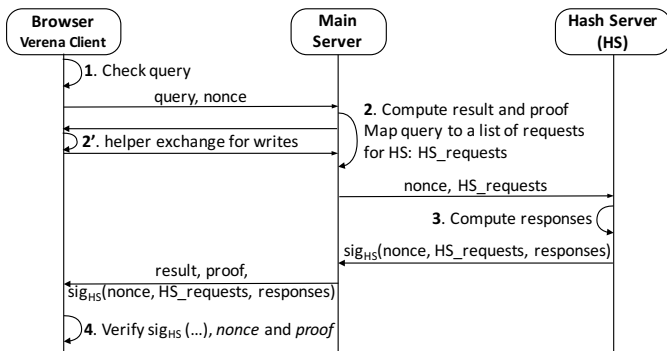 Browser
Verena Client
Main
Server
Hash Server
(HS)
1. Check query
query, nonce
2. Compute result and proof
Map query to a list of requests
for HS: HS_requests
2'. helper exchange for writes
nonce, HS_requests
3. Compute responses
sigHS(nonce, HS_requests, responses)
result, proof,
sigHS(nonce, HS_requests, responses)
4. Verify sigHS (...), nonce and proof